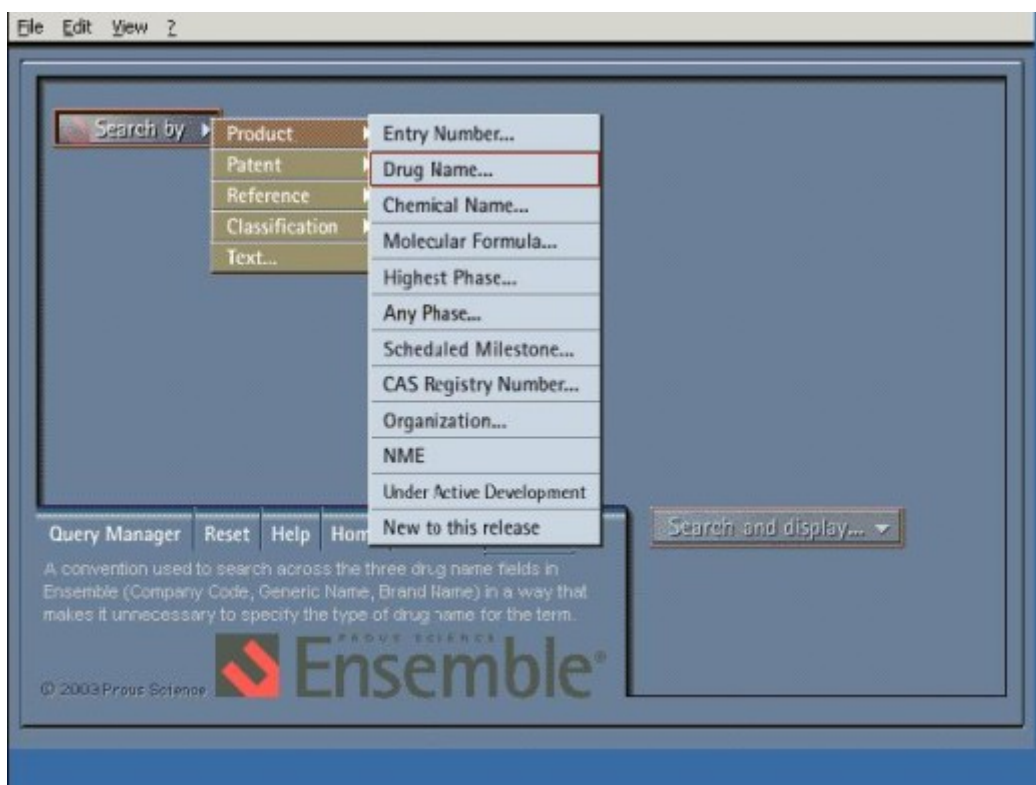 File Edit View ?
Search by
Product
Patent
Reference
Classification
Text...
Entry Number...
Drug Name...
Chemical Name...
Molecular Formula...
Highest Phase...
Any Phase...
Scheduled Milestone...
CAS Registry Number...
Organization...
NME
Under Active Development
New to this release
Query Manager Reset Help Hom
Search and display...
A convention used to search across the three drug name fields in
Ensemble (Company Code, Generic Name, Brand Name) in a way that
makes it unnecessary to specify the type of drug name for the term.
PROUS SCIENCE
Ensemble®
© 2003 Prous Science